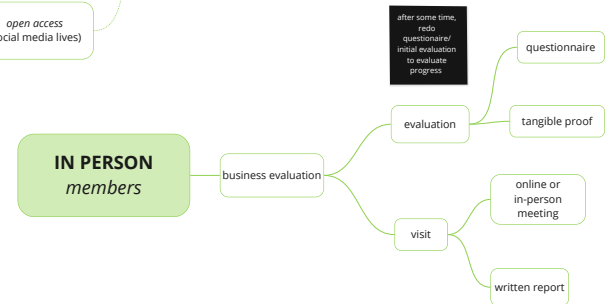 open access
ocial media lives)
after some time,
redo
questionaire/
initial evaluation
to evaluate
progress
questionnaire
evaluation
tangible proof
IN PERSON
members
business evaluation
online or
in-person
meeting
visit
written report